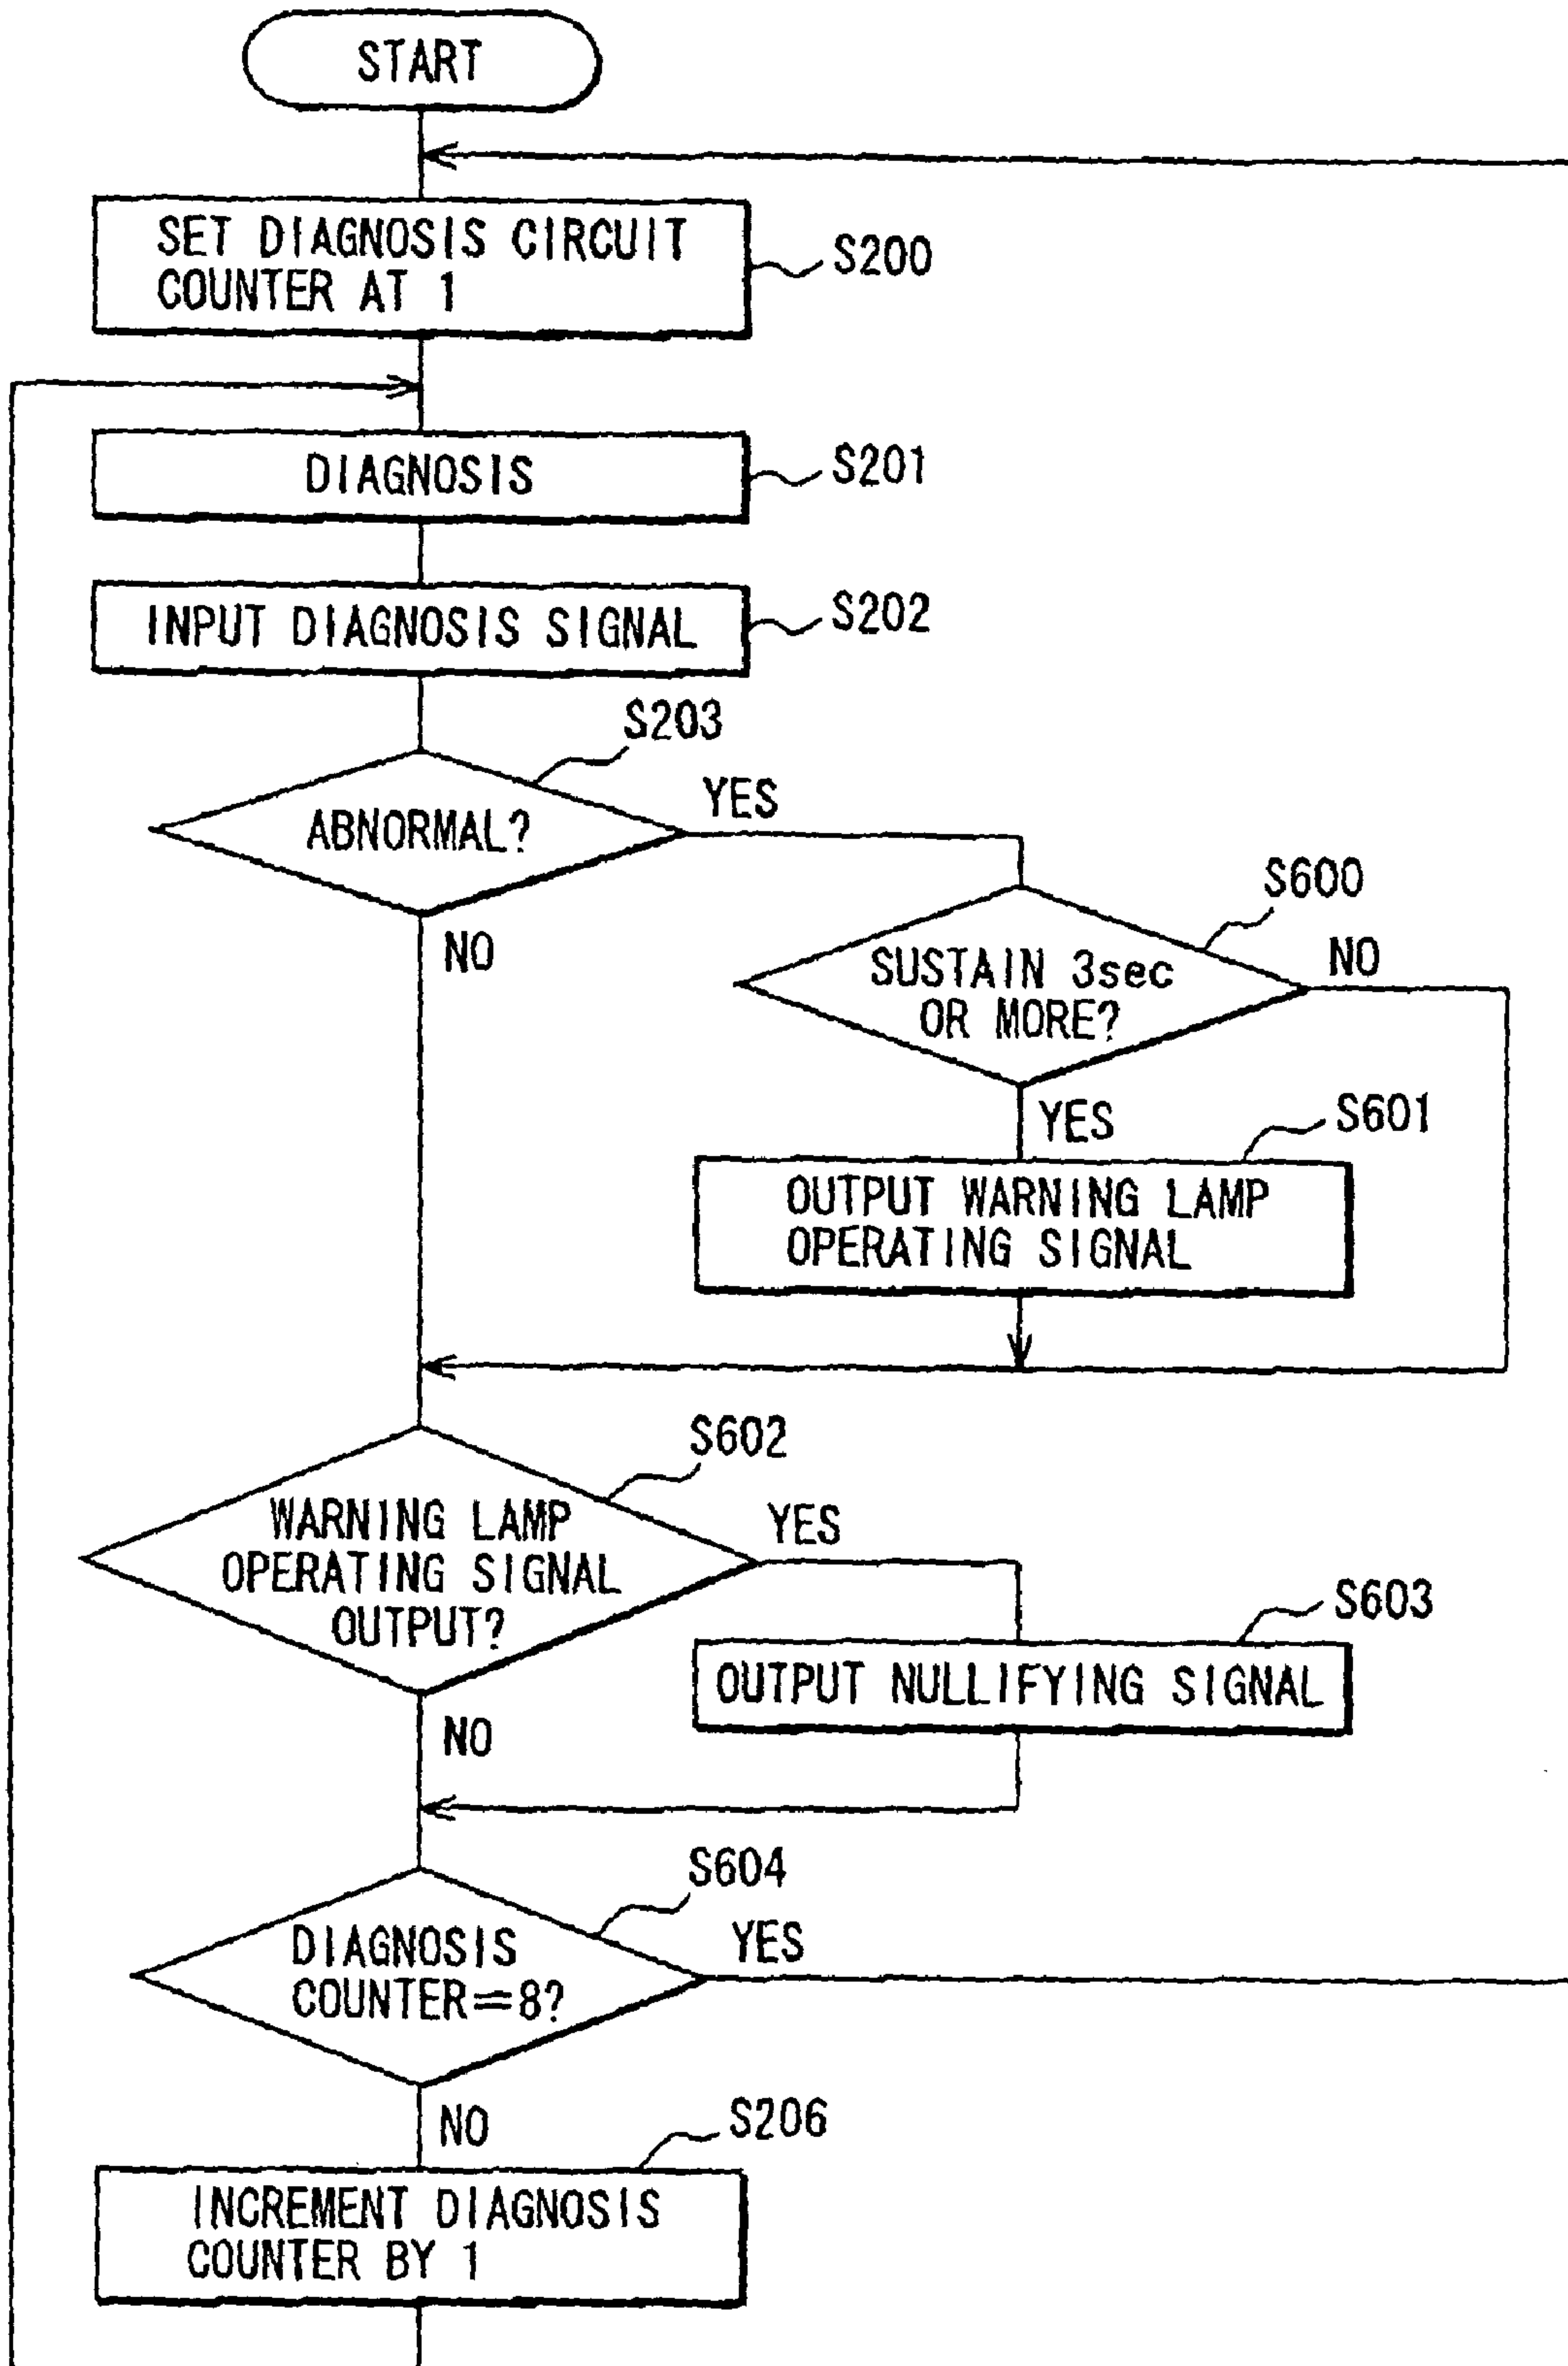 START
SET DIAGNOSIS CIRCUIT
COUNTER AT 1
S200
DIAGNOSIS
S201
INPUT DIAGNOSIS SIGNAL
S202
S203
ABNORMAL?
YES
NO
S600
SUSTAIN 3sec
OR MORE?
NO
YES
S601
OUTPUT WARNING LAMP
OPERATING SIGNAL
S602
WARNING LAMP
OPERATING SIGNAL
OUTPUT?
YES
NO
S603
OUTPUT NULLIFYING SIGNAL
S604
DIAGNOSIS
COUNTER=8?
YES
NO
S206
INCREMENT DIAGNOSIS
COUNTER BY 1